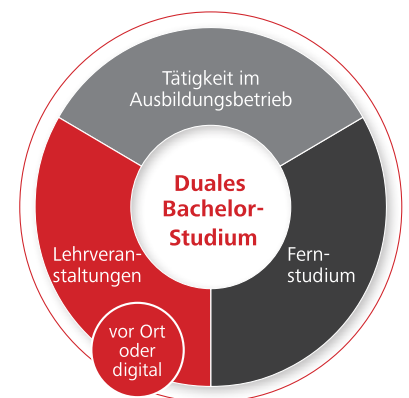 Tätigkeit im
Ausbildungsbetrieb
Duales
Bachelor-
Studium
Lehrveran-
staltungen
Fern-
studium
vor Ort
oder
digital